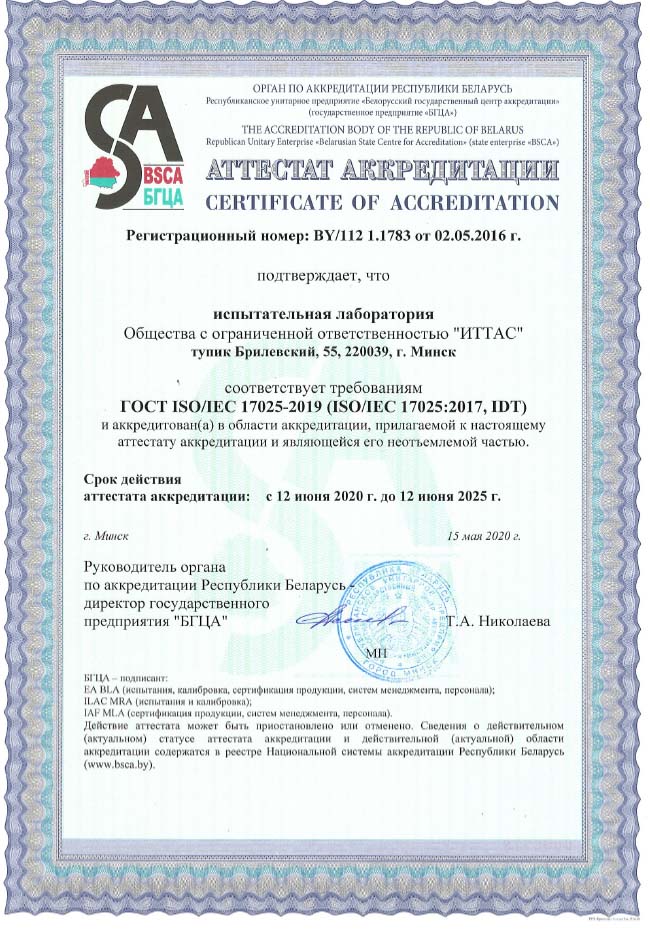 ОРГАН ПО АККРЕДИТАЦИИ РЕСПУБЛИКИ БЕЛАРУСЬ
Республиканское унитарное предприятие «Белорусский государственный центр аккредитации»
(государственное предприятие «БГЦА»)
THE ACCREDITATION BODY OF THE REPUBLIC OF BELARUS
Republican Unitary Enterprise «Belarusian State Centre for Accreditation» (state enterprise «BSCA»)
BSCA
БГЦА
АТТЕСТАТ АККРЕДИТАЦИИ
CERTIFICATE OF ACCREDITATION
Регистрационный номер: BY/112 1.1783 от 02.05.2016 г.
подтверждает, что
испытательная лаборатория
Общества с ограниченной ответственностью "ИТТАС"
тупик Брилевский, 55, 220039, г. Минск
соответствует требованиям
ГОСТ ISO/IEC 17025-2019 (ISO/IEC 17025:2017, IDT)
и аккредитован(а) в области аккредитации, прилагаемой к настоящему
аттестату аккредитации и являющейся его неотъемлемой частью.
Срок действия
аттестата аккредитации: с 12 июня 2020 г. до 12 июня 2025 г.
г. Минск 15 мая 2020 г.
Руководитель органа
по аккредитации Республики Беларусь -
директор государственного
предприятия "БГЦА" Т.А. Николаева
МП
БГЦА – подписант:
EA BLA (испытания, калибровка, сертификация продукции, систем менеджмента, персонала);
ILAC MRA (испытания и калибровка);
IAF MLA (сертификация продукции, систем менеджмента, персонала).
Действие аттестата может быть приостановлено или отменено. Сведения о действительном
(актуальном) статусе аттестата аккредитации и действительной (актуальной) области
аккредитации содержатся в реестре Национальной системы аккредитации Республики Беларусь
(www.bsca.by).